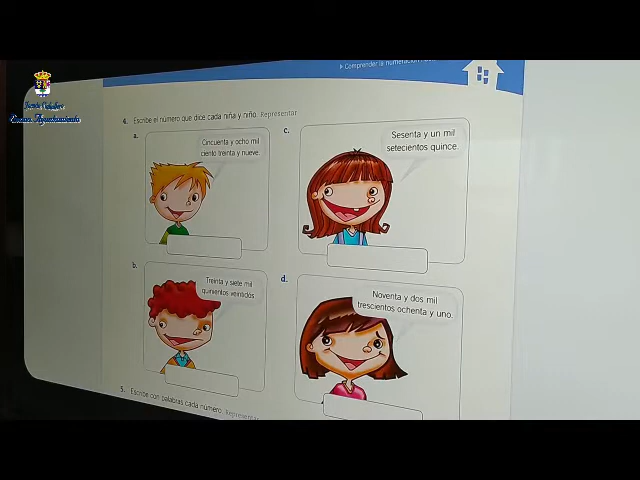 ▸ Comprender la numeración
4. Escribe el número que dice cada niña y niño. Representar
a.
Cincuenta y ocho mil
ciento treinta y nueve.
c.
Sesenta y un mil
setecientos quince.
b.
Treinta y siete mil
quinientos veintidós
d.
Noventa y dos mil
trescientos ochenta y uno.
5. Escribe con palabras cada número. Representar